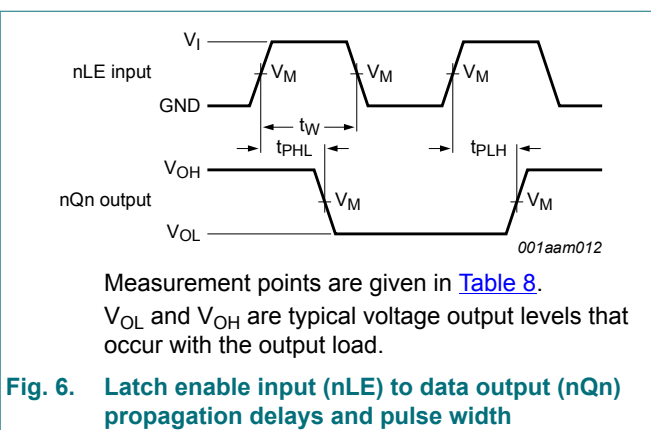 V_I
nLE input
V_M V_M V_M
GND
t_W
t_PHL t_PLH
V_OH
nQn output
V_M V_M
V_OL
001aam012
Measurement points are given in Table 8.
V_OL and V_OH are typical voltage output levels that
occur with the output load.
Fig. 6. Latch enable input (nLE) to data output (nQn)
propagation delays and pulse width